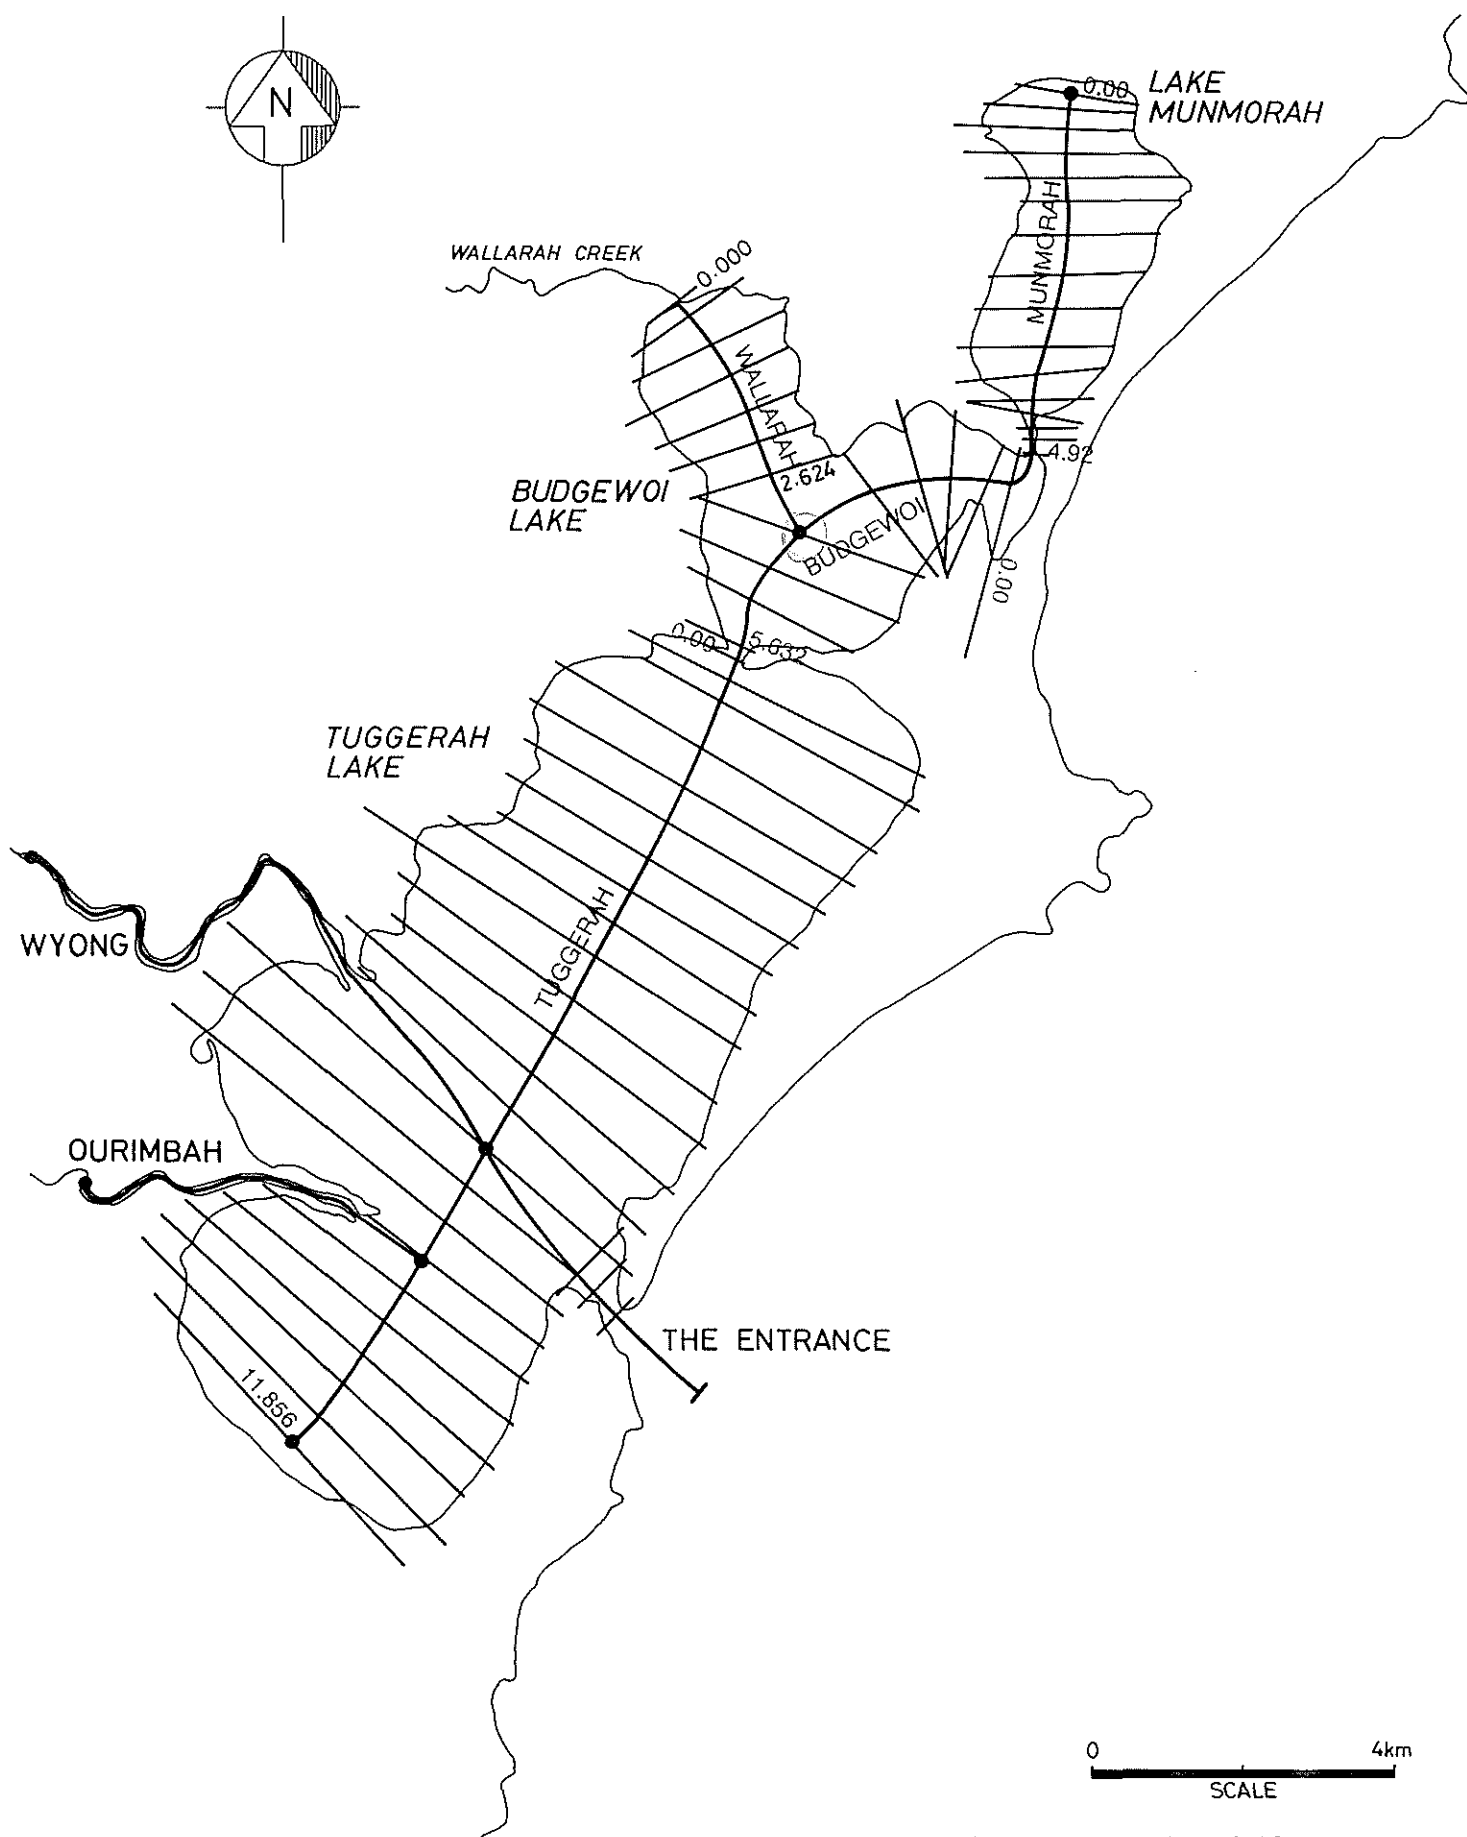 N
0.00
LAKE
MUNMORAH
MUNMORAH
WALLARAH CREEK
0.000
WALLARAH
4.92
2.624
BUDGEWOI
LAKE
BUDGEWOI
0.00
0.00
5.632
TUGGERAH
LAKE
TUGGERAH
WYONG
OURIMBAH
THE ENTRANCE
11.856
0
4km
SCALE